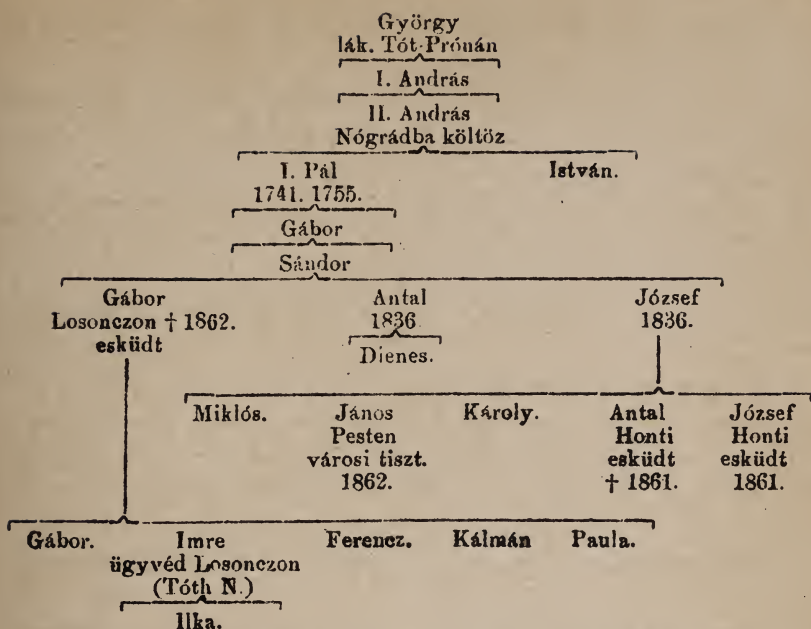 György
lák. Tót-Prónán
I. András
II. András
Nógrádba költöz
I. Pál István.
1741. 1755.
Gábor
Sándor
Gábor Antal József
Losonczon † 1862. 1836 1836.
esküdt
Dienes.
Miklós. János Károly. Antal József
Pesten Honti Honti
városi tiszt. esküdt esküdt
1862. † 1861. 1861.
Gábor. Imre Ferencz. Kálmán Paula.
ügyvéd Losonczon
(Tóth N.)
Ilka.